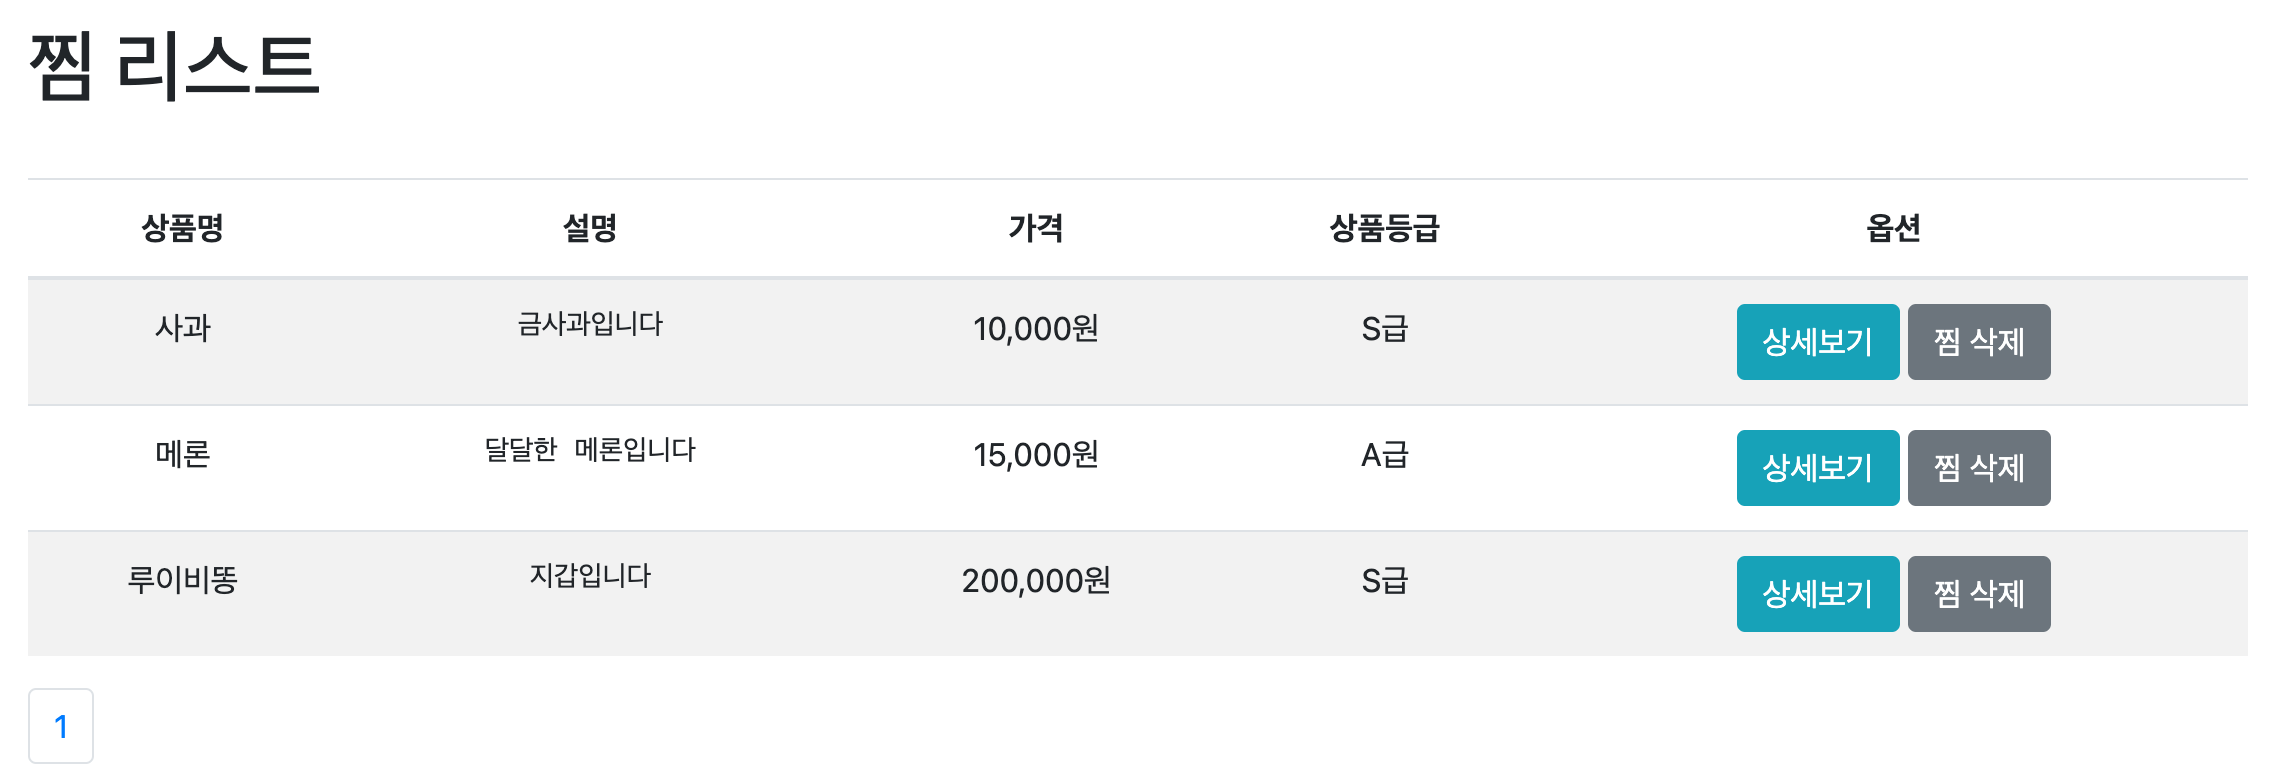 찜 리스트
상품명 설명 가격 상품등급 옵션
사과 금사과입니다 10,000원 S급 상세보기 찜 삭제
메론 달달한 메론입니다 15,000원 A급 상세보기 찜 삭제
루이비똥 지갑입니다 200,000원 S급 상세보기 찜 삭제
1